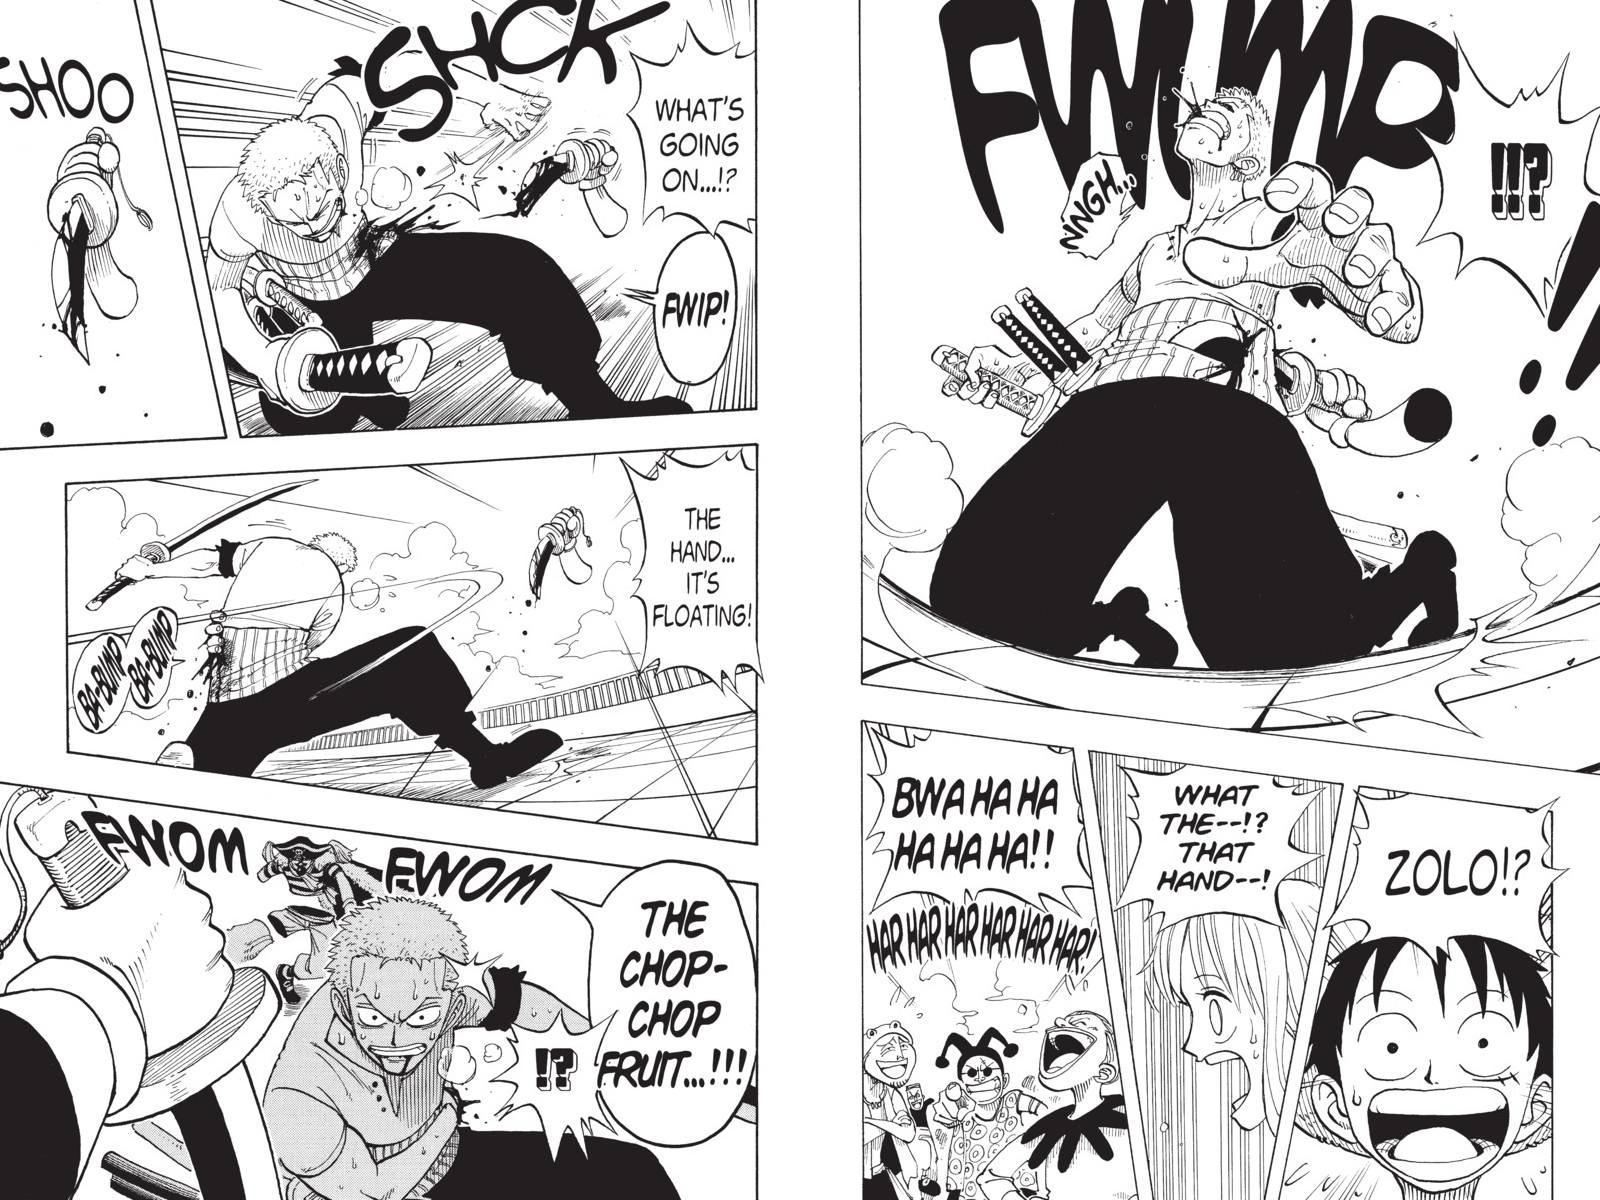 FWUMP
!!?
NNGH...
!!
ZOLO!?
WHAT
THE--!?
THAT
HAND--!
BWA HA HA
HA HA HA!!
HAR HAR HAR HAR HAR HAR!
SHCK
WHAT'S
GOING
ON...!?
FWIP!
SHOO
THE
HAND...
IT'S
FLOATING!
BA-BUMP
BA-BUMP
THE
CHOP-
CHOP
FRUIT...!!!
!?
FWOM
FWOM